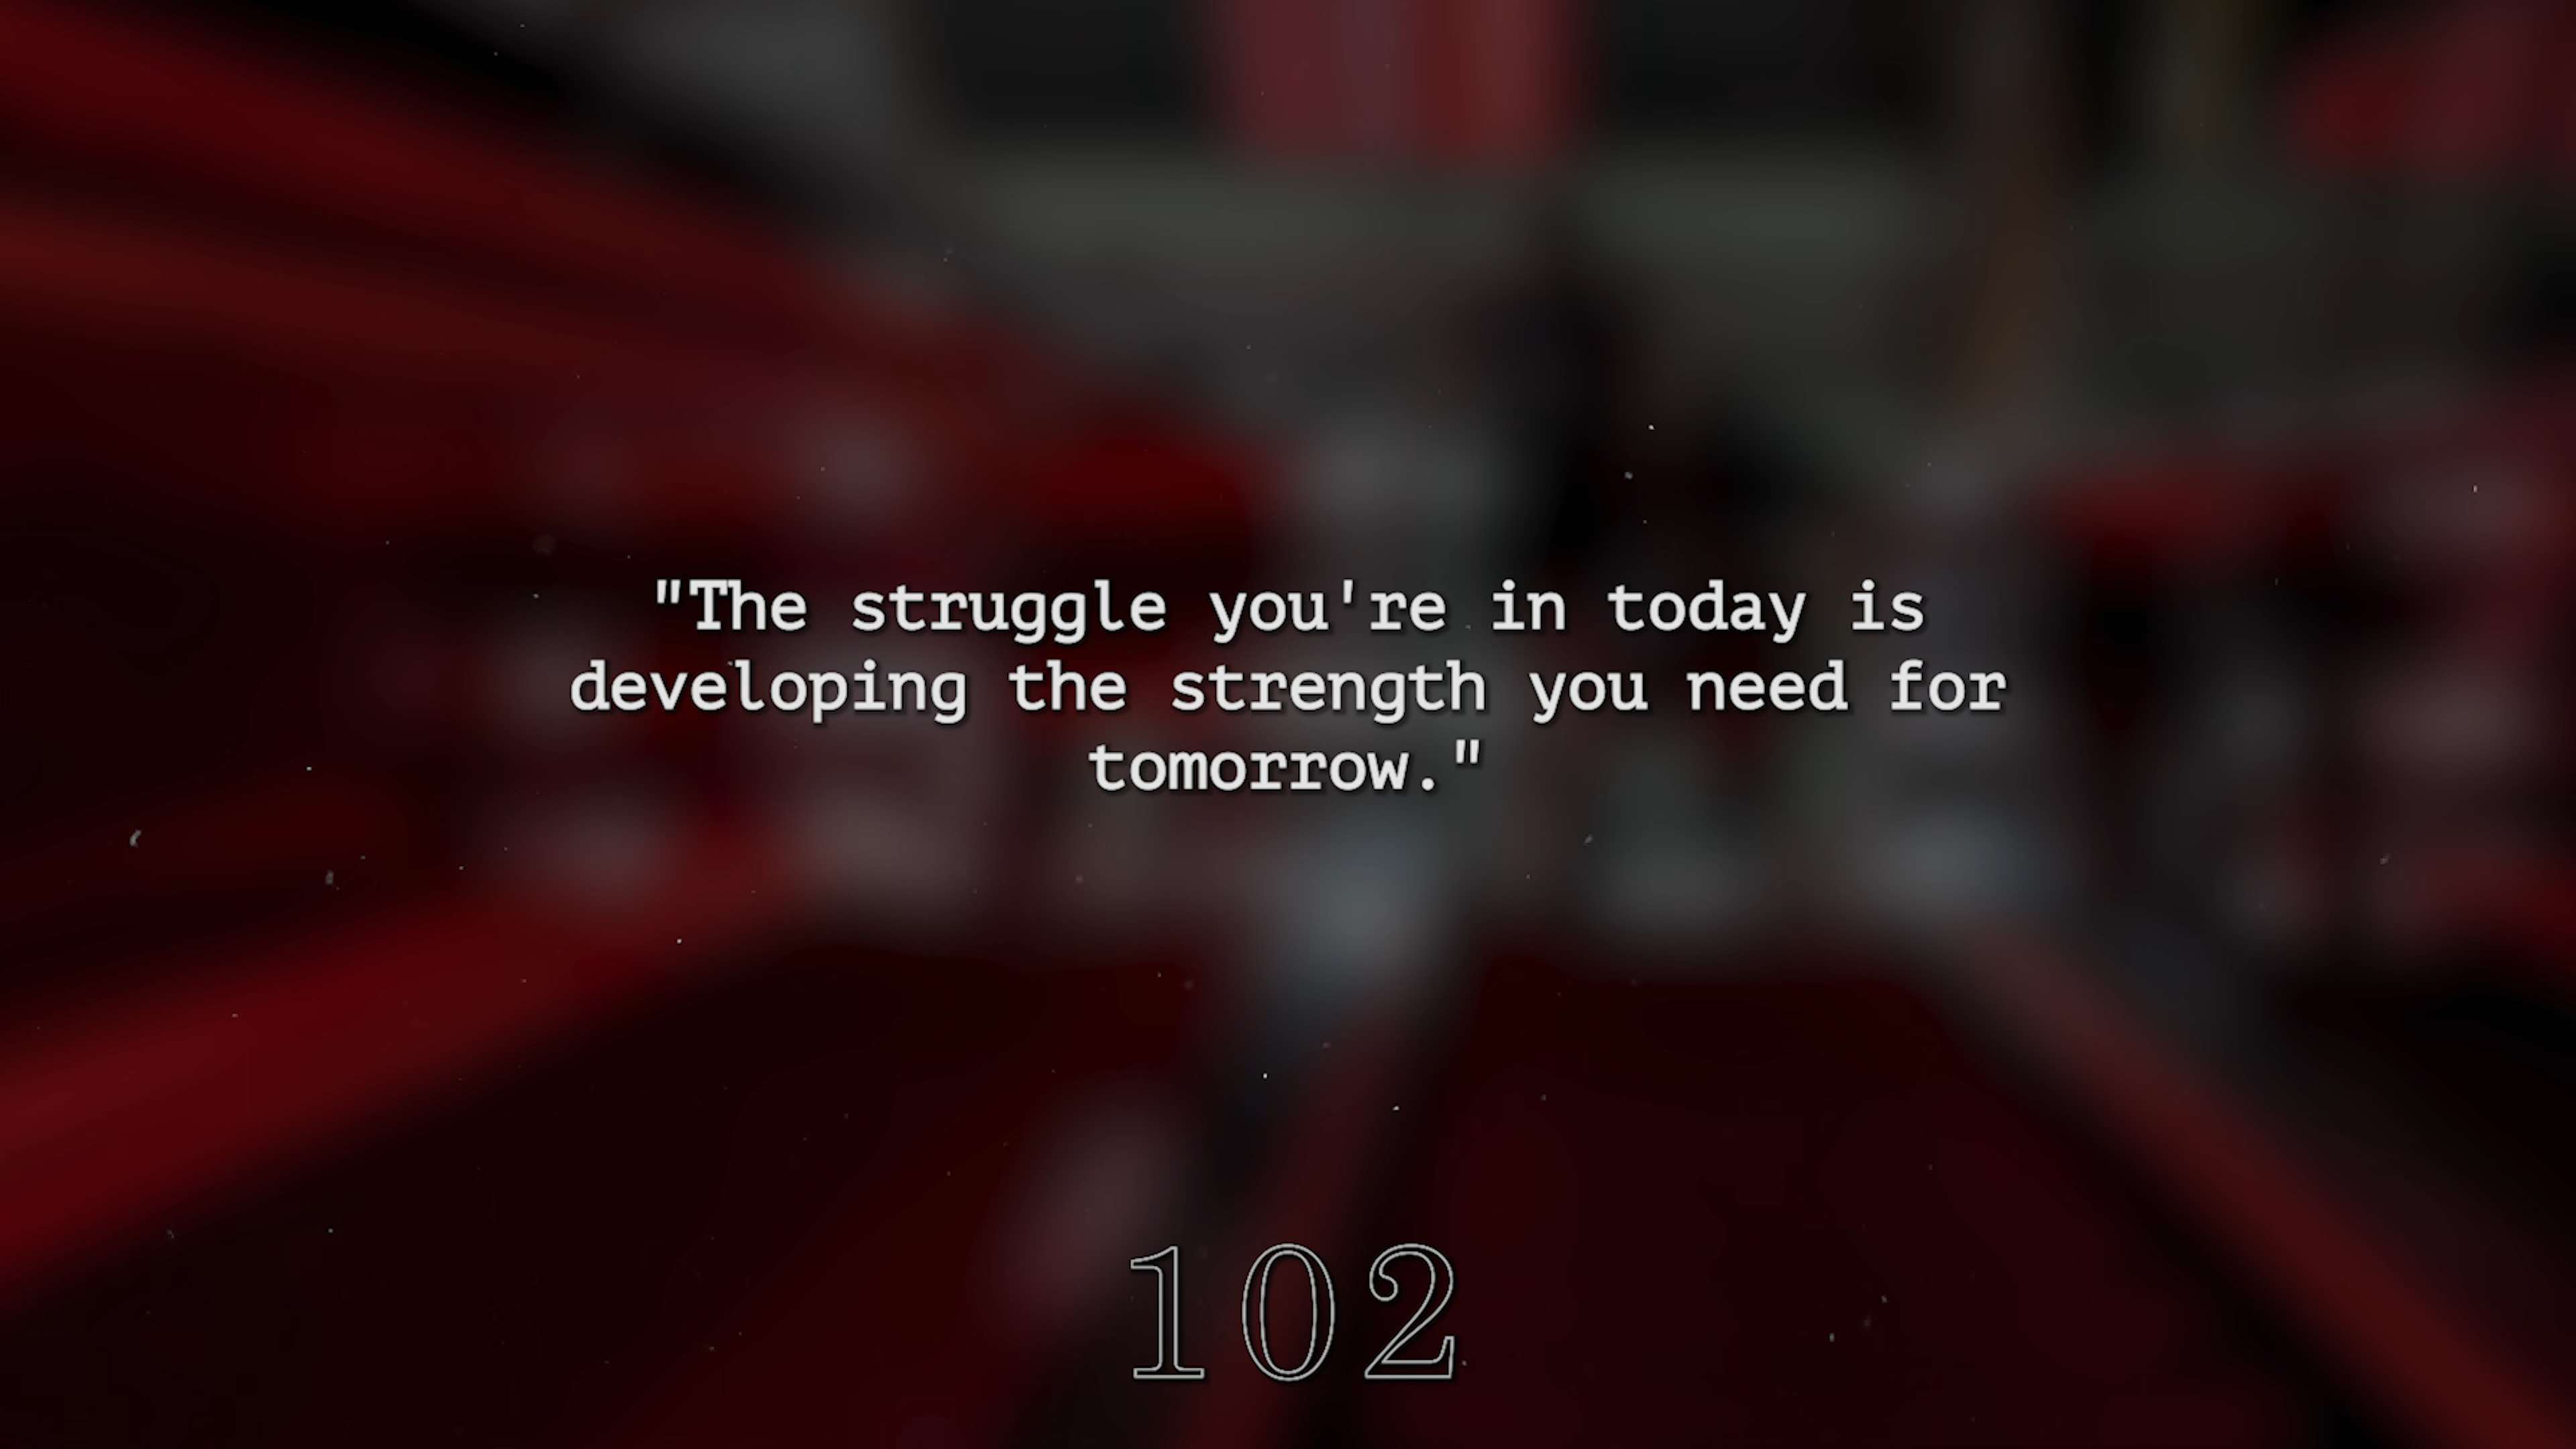 "The struggle you're in today is
developing the strength you need for
tomorrow."
102